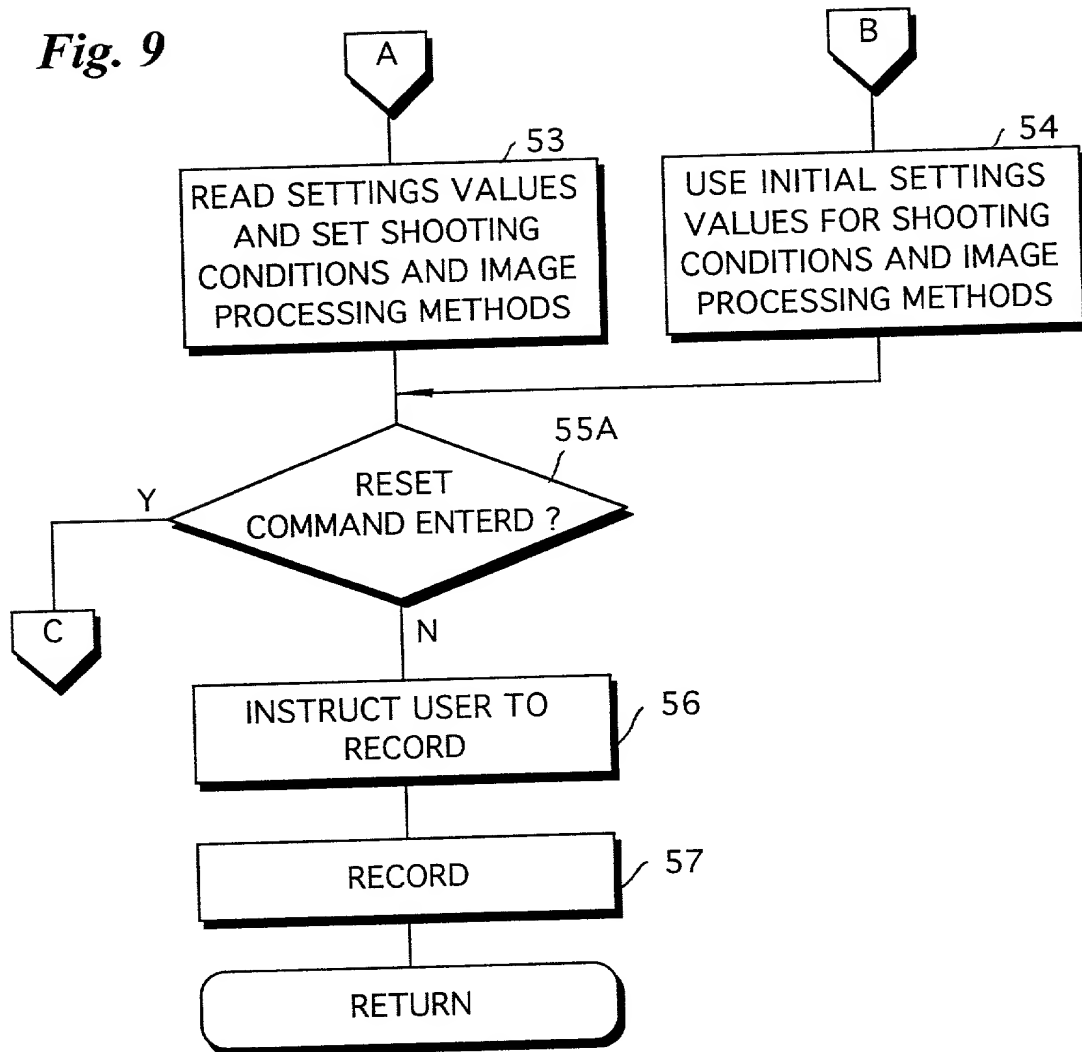 Fig. 9
A
B
53
READ SETTINGS VALUES
AND SET SHOOTING
CONDITIONS AND IMAGE
PROCESSING METHODS
54
USE INITIAL SETTINGS
VALUES FOR SHOOTING
CONDITIONS AND IMAGE
PROCESSING METHODS
55A
RESET
COMMAND ENTERD ?
Y
C
N
INSTRUCT USER TO
RECORD
56
RECORD
57
RETURN